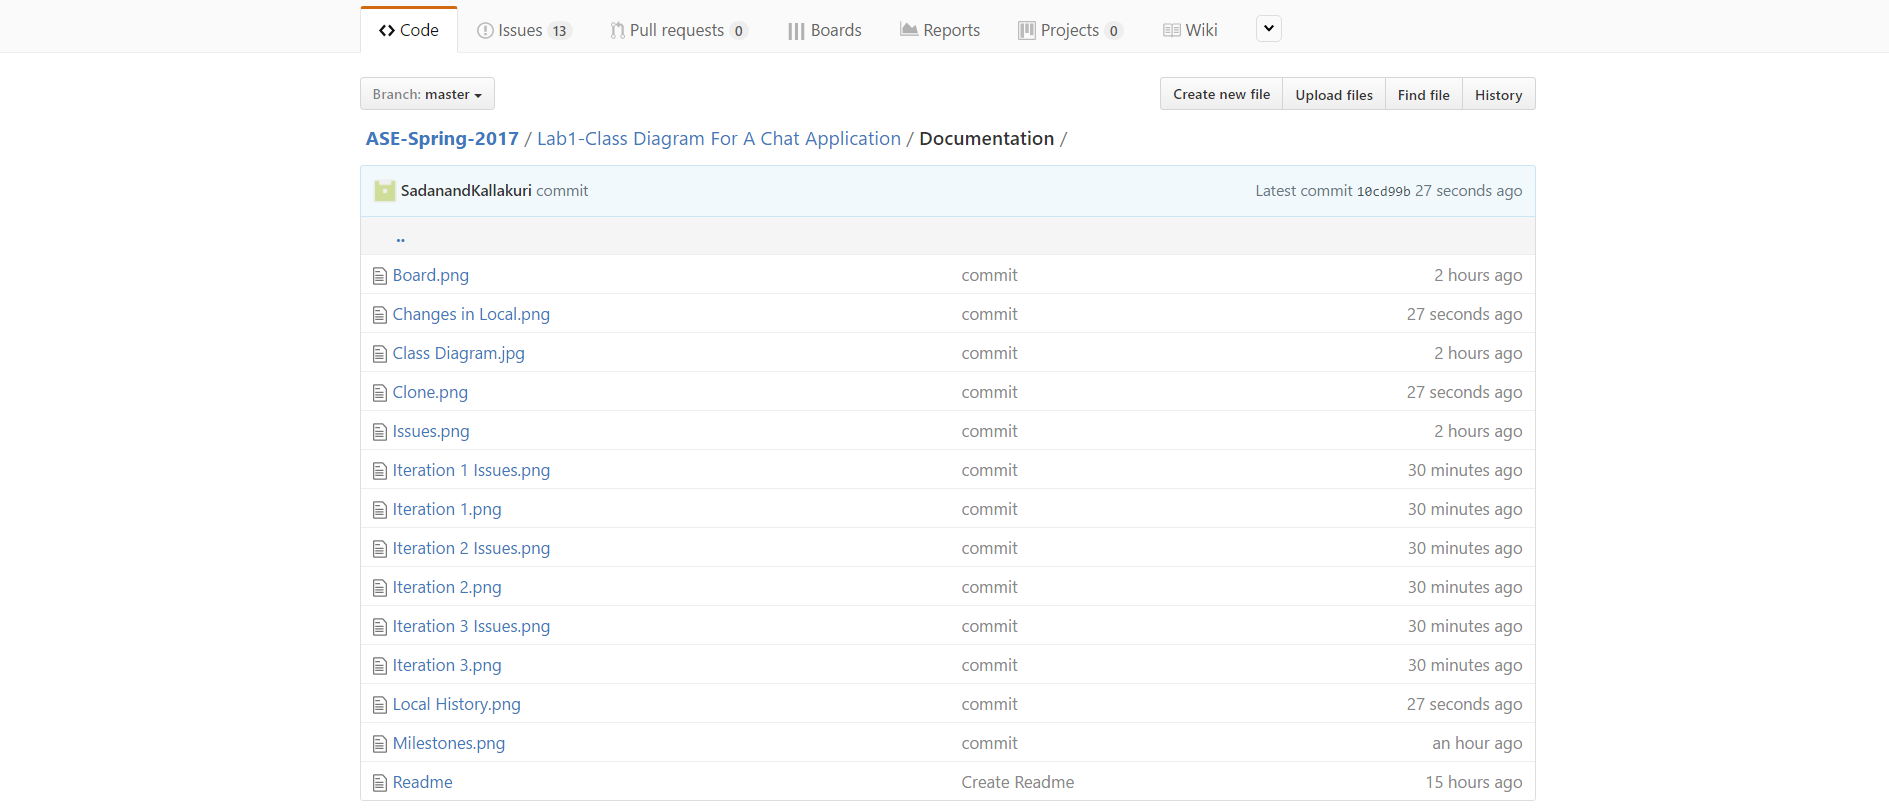 Code Issues 13 Pull requests 0 Boards Reports Projects 0 Wiki
Branch: master Create new file Upload files Find file History
ASE-Spring-2017 / Lab1-Class Diagram For A Chat Application / Documentation /
SadanandKallakuri commit Latest commit 10cd99b 27 seconds ago
..
Board.png commit 2 hours ago
Changes in Local.png commit 27 seconds ago
Class Diagram.jpg commit 2 hours ago
Clone.png commit 27 seconds ago
Issues.png commit 2 hours ago
Iteration 1 Issues.png commit 30 minutes ago
Iteration 1.png commit 30 minutes ago
Iteration 2 Issues.png commit 30 minutes ago
Iteration 2.png commit 30 minutes ago
Iteration 3 Issues.png commit 30 minutes ago
Iteration 3.png commit 30 minutes ago
Local History.png commit 27 seconds ago
Milestones.png commit an hour ago
Readme Create Readme 15 hours ago